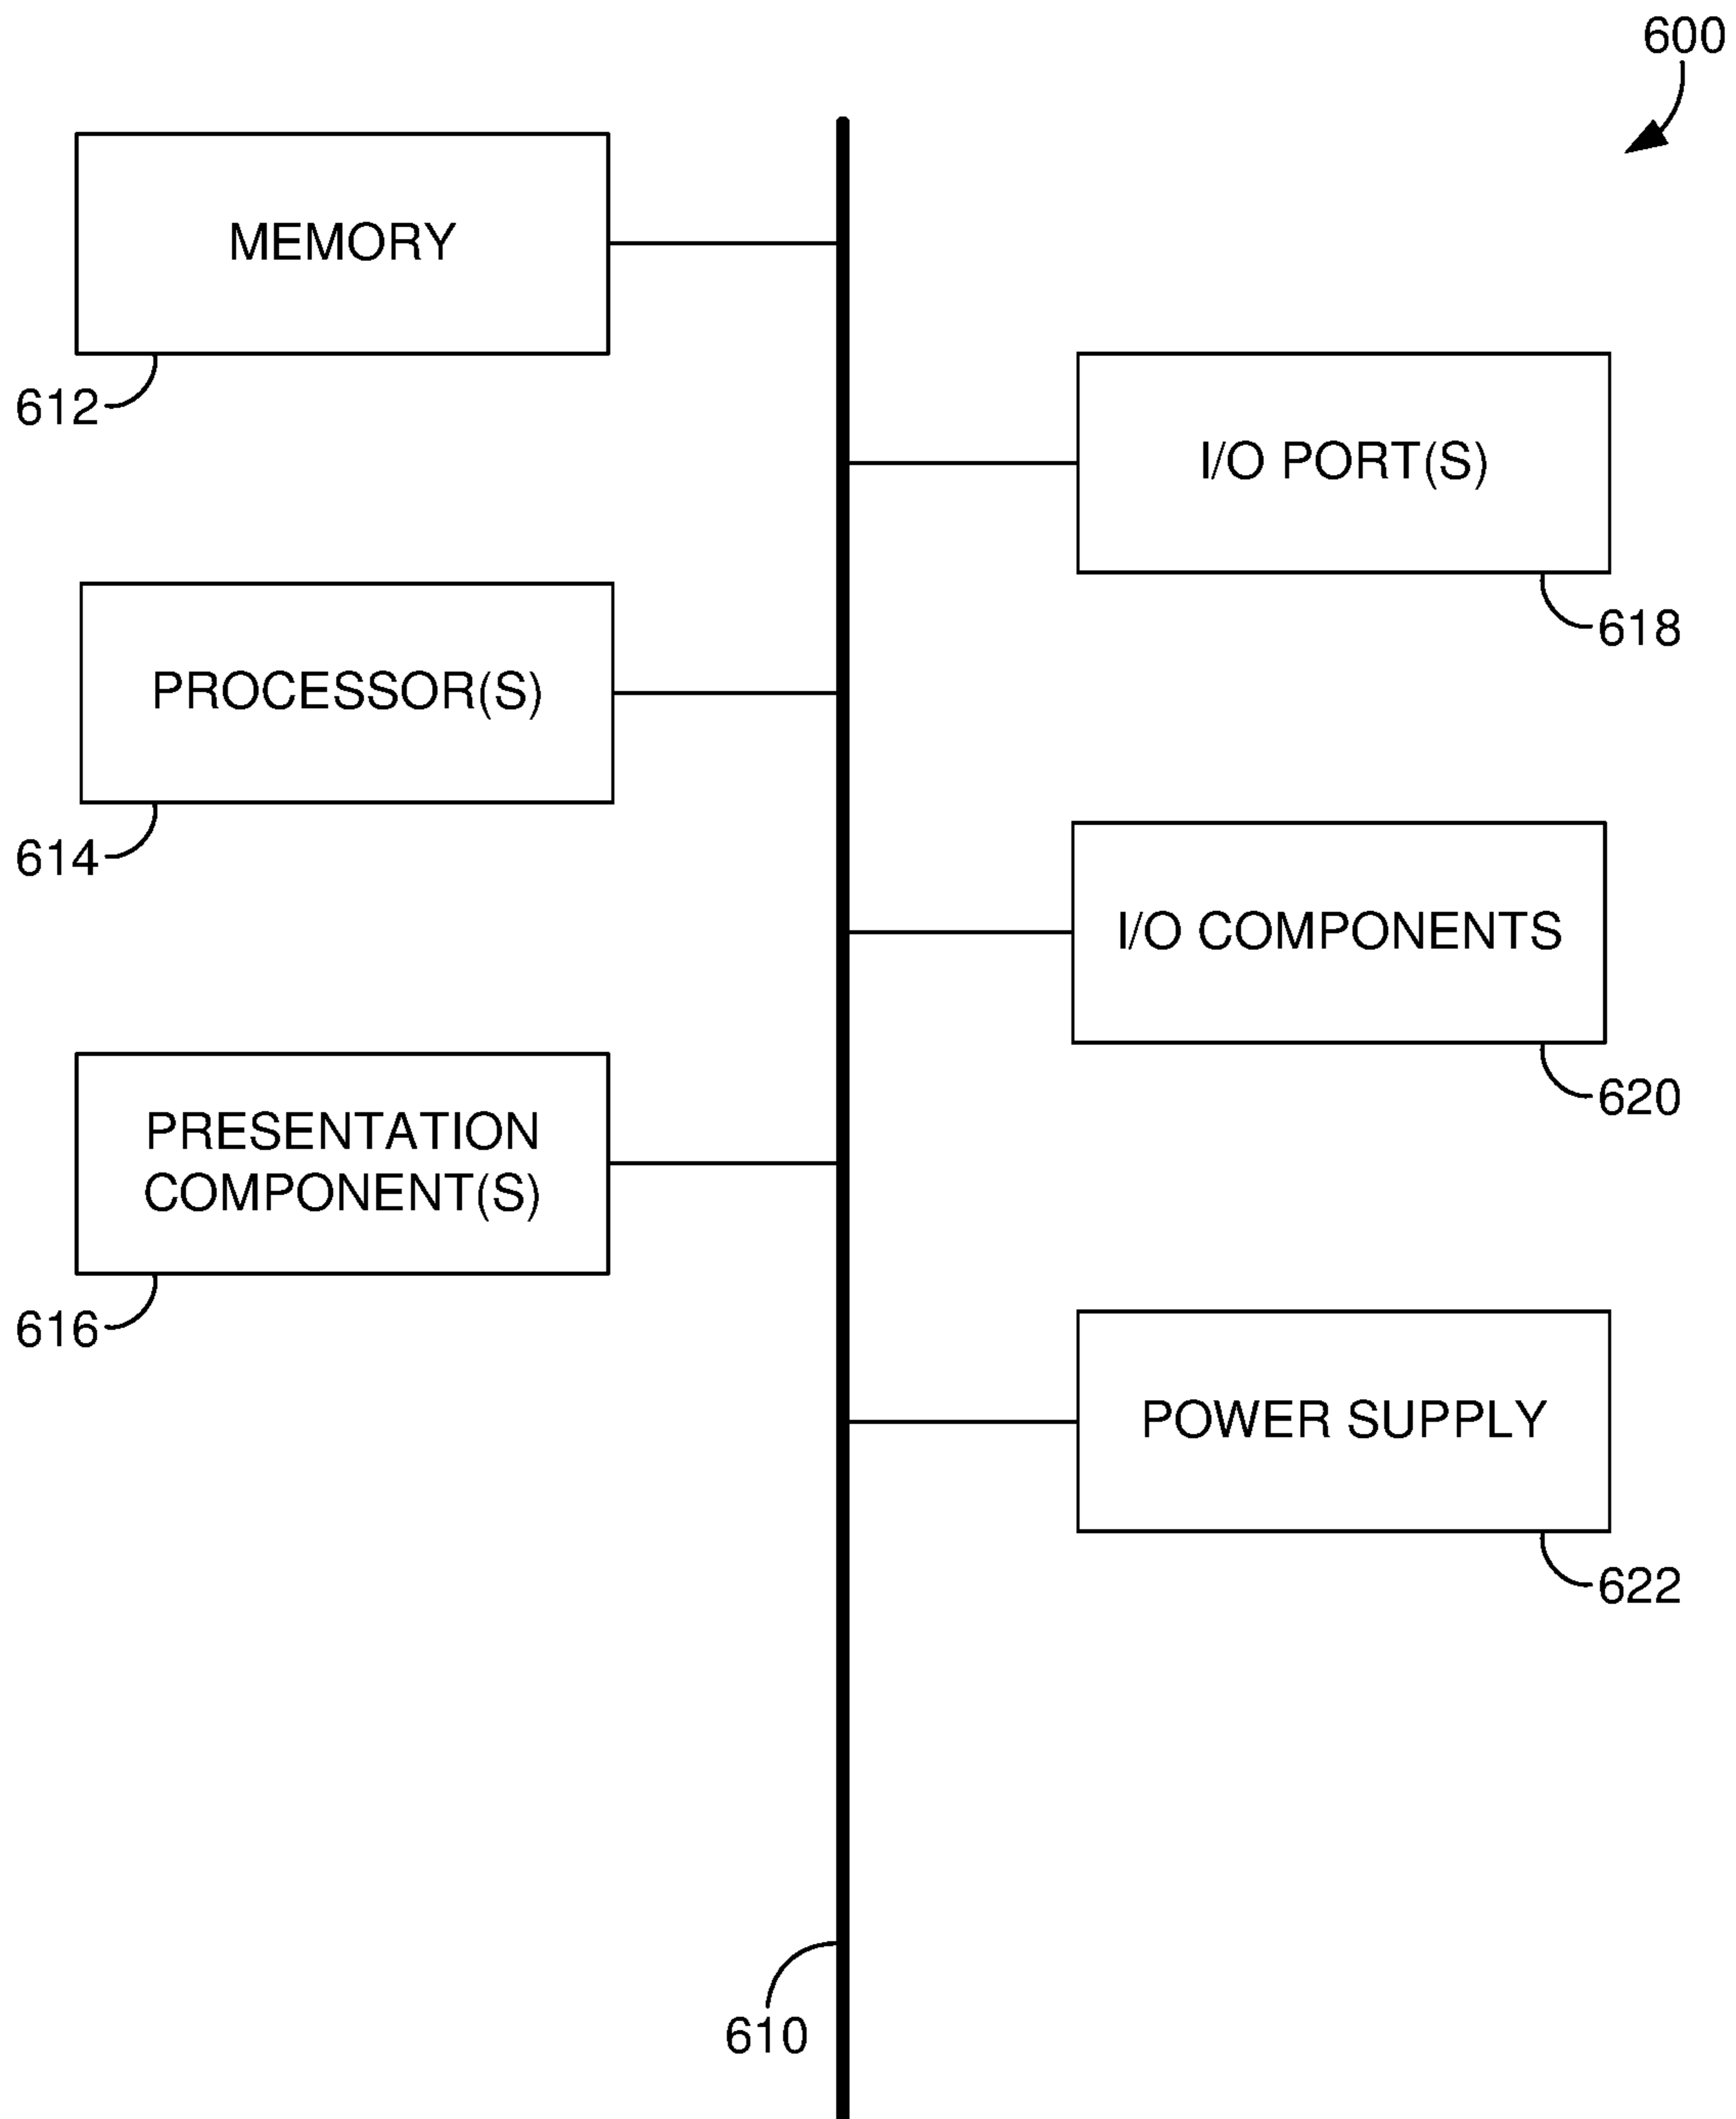 600
MEMORY
612
I/O PORT(S)
618
PROCESSOR(S)
614
I/O COMPONENTS
620
PRESENTATION
COMPONENT(S)
616
POWER SUPPLY
622
610